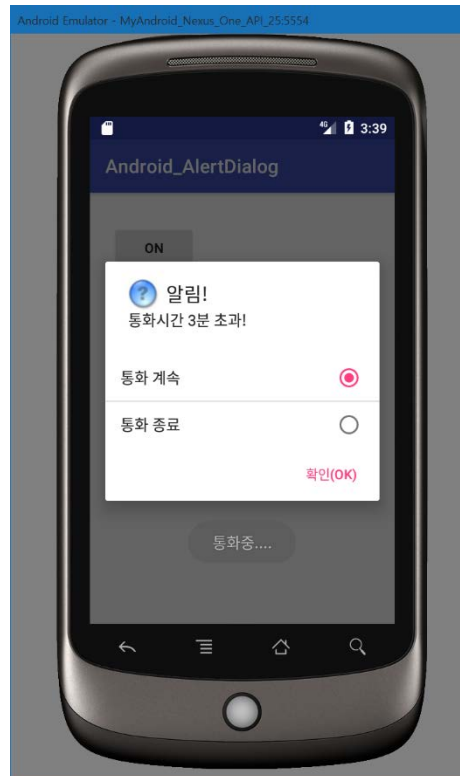 Android Emulator - MyAndroid_Nexus_One_API_25:5554
4G 3:39
Android_AlertDialog
ON
알림!
통화시간 3분 초과!
통화 계속
통화 종료
확인(OK)
통화중....